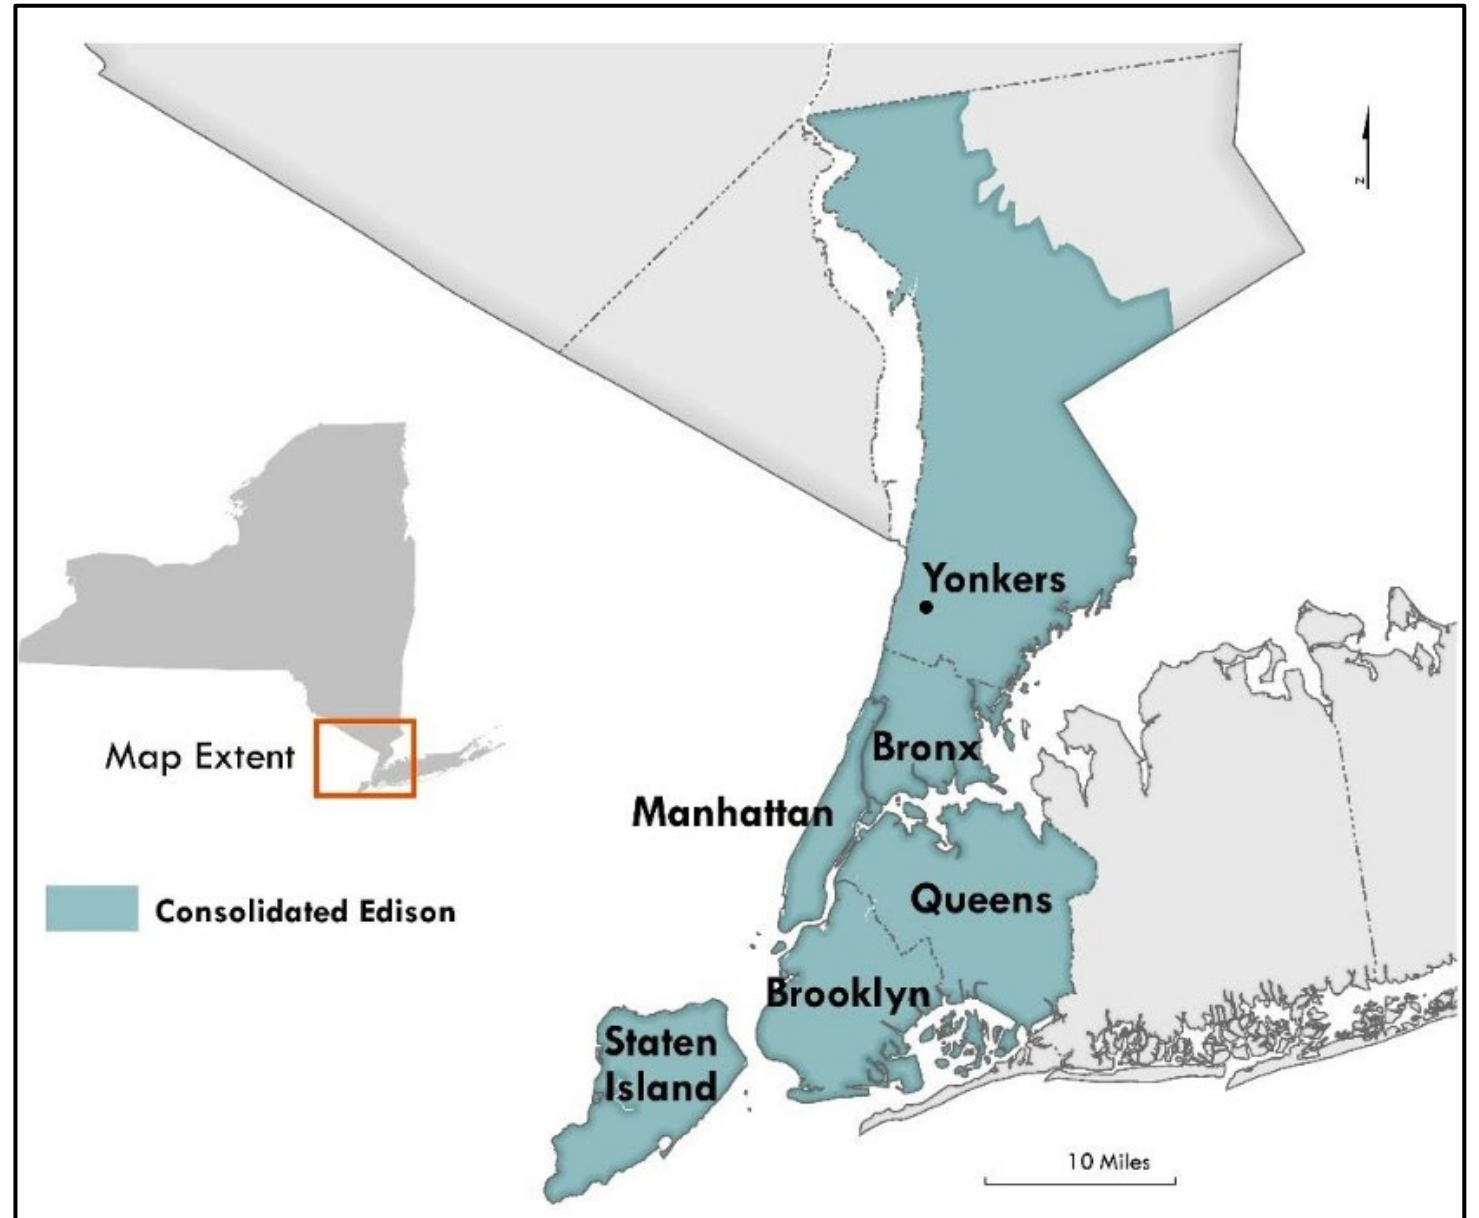 N
Yonkers
Bronx
Map Extent
Manhattan
Queens
Consolidated Edison
Brooklyn
Staten
Island
10 Miles